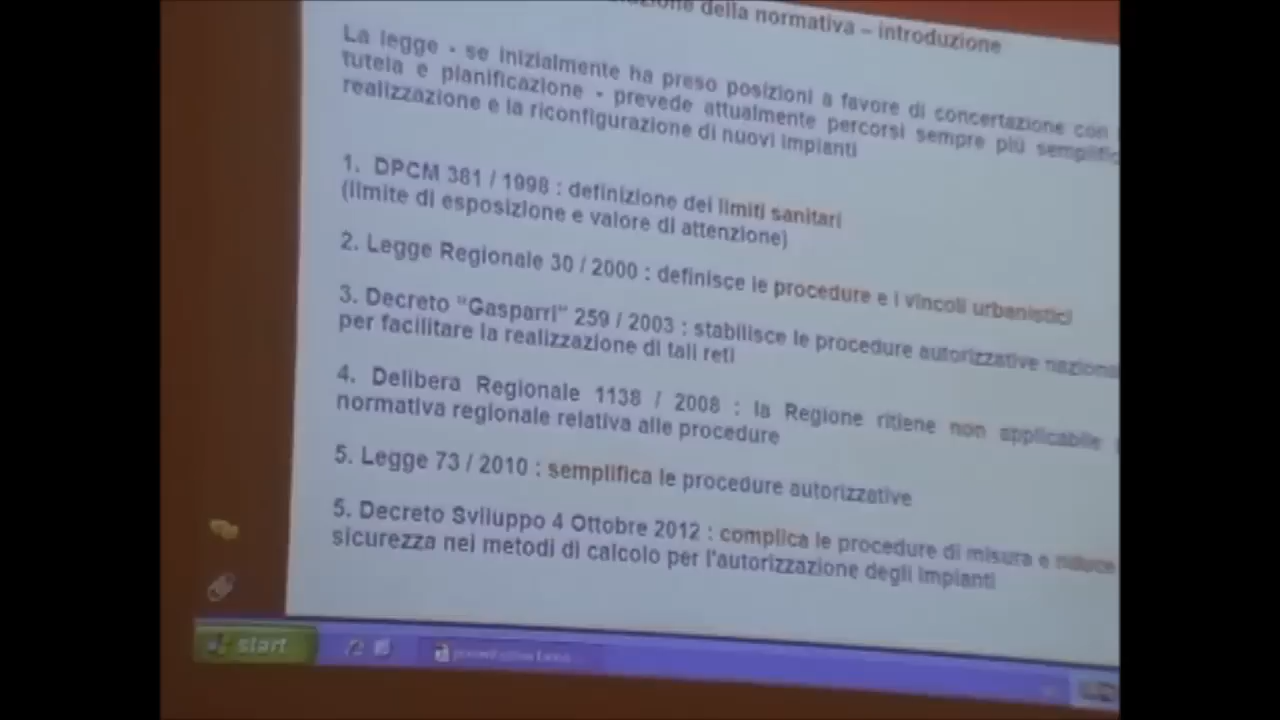 della normativa – introduzione
La legge - se inizialmente ha preso posizioni a favore di concertazione con
tutela e pianificazione - prevede attualmente percorsi sempre più
realizzazione e la riconfigurazione di nuovi impianti
1. DPCM 381 / 1998 : definizione dei limiti sanitari
(limite di esposizione e valore di attenzione)
2. Legge Regionale 30 / 2000 : definisce le procedure e i vincoli urbanistici
3. Decreto "Gasparri" 259 / 2003 : stabilisce le procedure autorizzative
per facilitare la realizzazione di tali reti
4. Delibera Regionale 1138 / 2008 : la Regione ritiene non applicabile
normativa regionale relativa alle procedure
5. Legge 73 / 2010 : semplifica le procedure autorizzative
5. Decreto Sviluppo 4 Ottobre 2012 : complica le procedure di misura e riduce
sicurezza nei metodi di calcolo per l'autorizzazione degli impianti
start